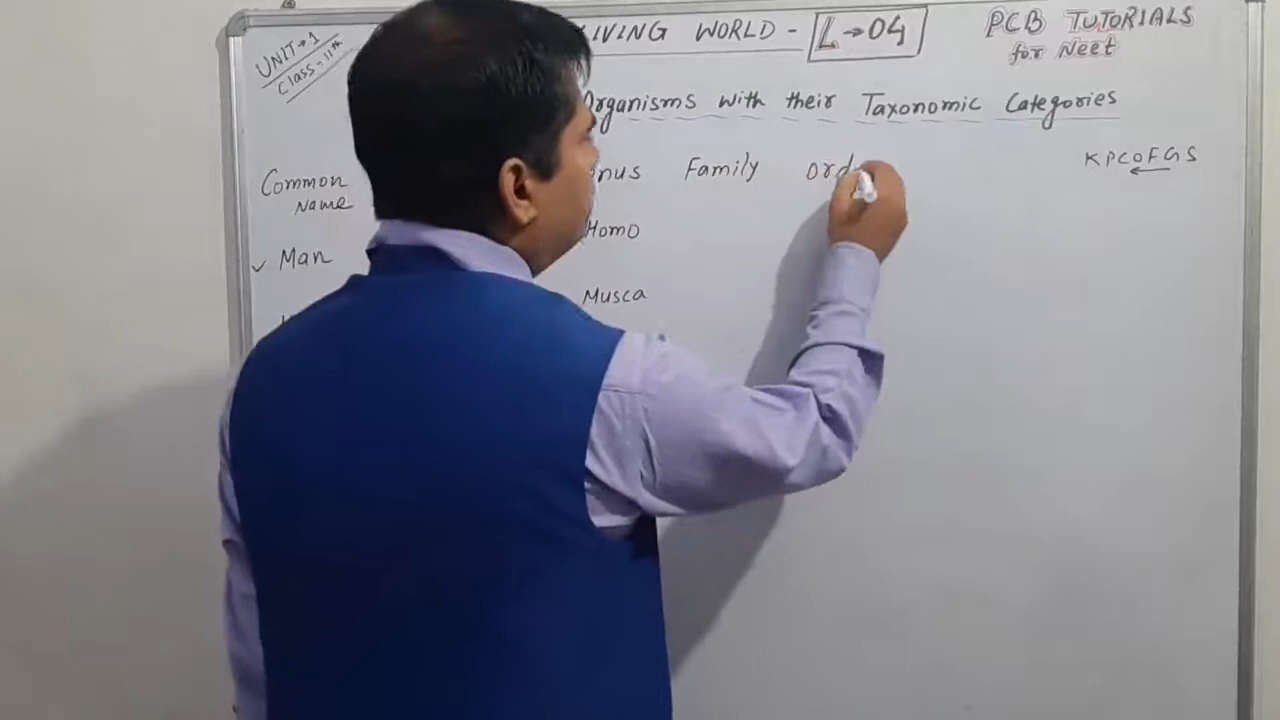 LIVING WORLD - L→04
PCB TUTORIALS
for Neet
UNIT→1
Class-11th
Organisms with their Taxonomic Categories
Common
Name
Family
KPCOFGS
Homo
✓ Man
Musca